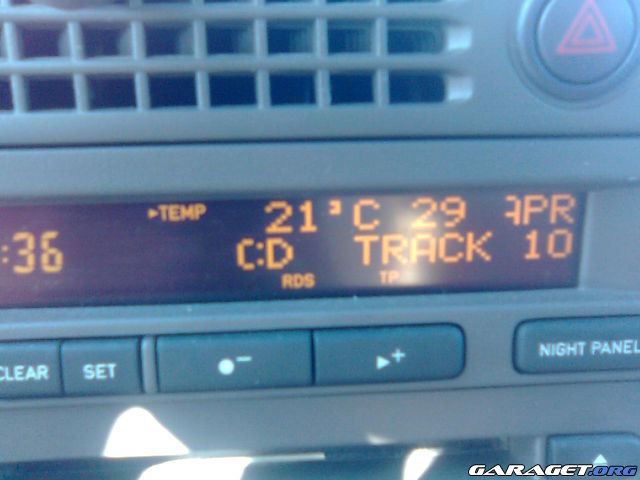 ▸TEMP 21°C 29 APR
:36 C:D TRACK 10
RDS TP
CLEAR SET ●− ▸+ NIGHT PANEL
GARAGET.ORG